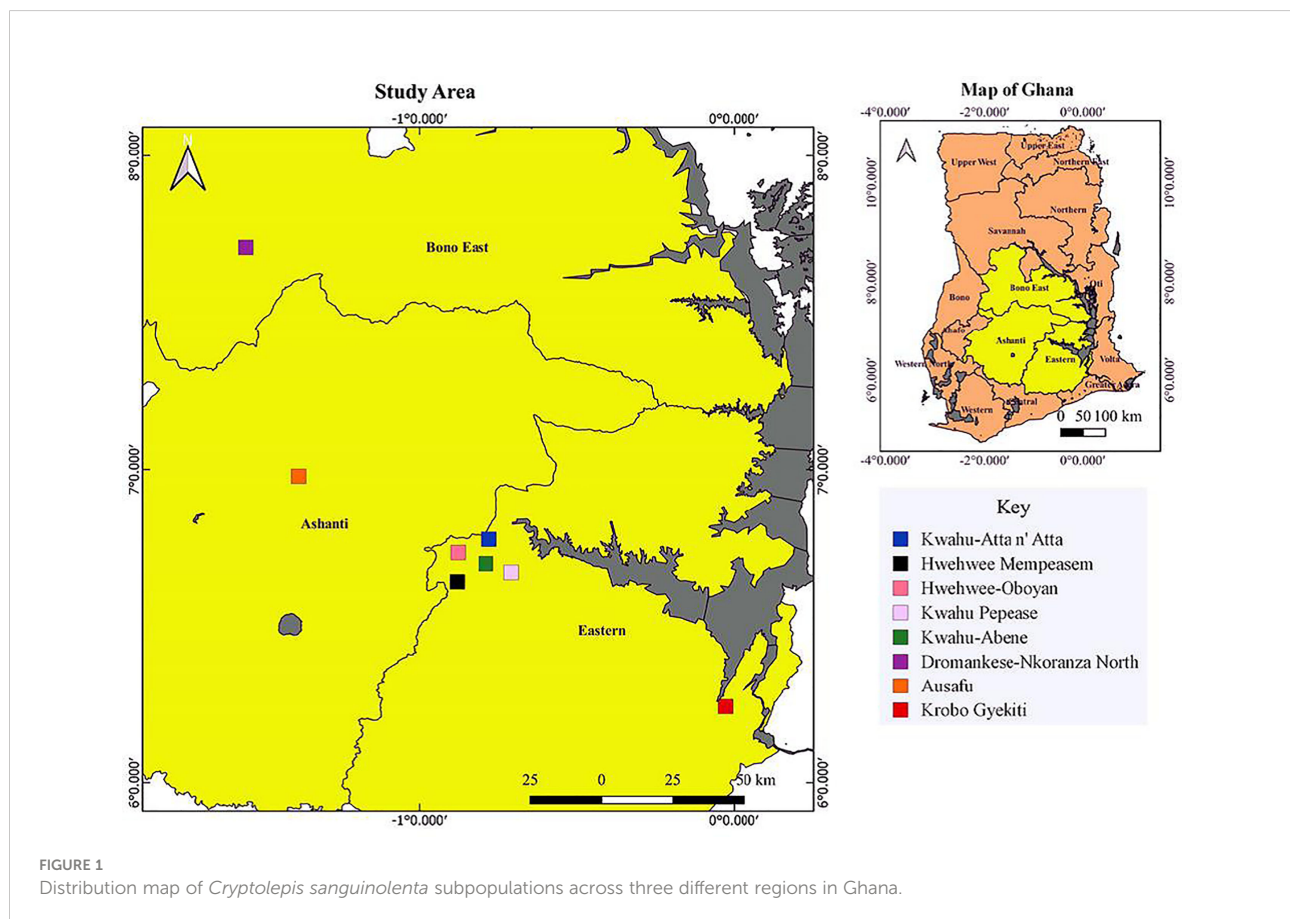 Study Area
-1°0.000′ 0°0.000′
N
8°0.000′
8°0.000′
Bono East
7°0.000′
7°0.000′
Ashanti
Eastern
25 0 25 50 km
6°0.000′
6°0.000′
-1°0.000′ 0°0.000′
Map of Ghana
-4°0.000′ -2°0.000′ 0°0.000′
Upper East
Upper West
Northern East
10°0.000′
10°0.000′
Northern
Savannah
8°0.000′
8°0.000′
Bono East
Oti
Bono
Ahafo
Ashanti
Eastern
Volta
Western North
6°0.000′
6°0.000′
Greater Accra
Central
Western
0 50 100 km
-4°0.000′ -2°0.000′ 0°0.000′
Key
Kwahu-Atta n' Atta
Hwehwee Mempeasem
Hwehwee-Oboyan
Kwahu Pepease
Kwahu-Abene
Dromankese-Nkoranza North
Ausafu
Krobo Gyekiti
FIGURE 1
Distribution map of Cryptolepis sanguinolenta subpopulations across three different regions in Ghana.